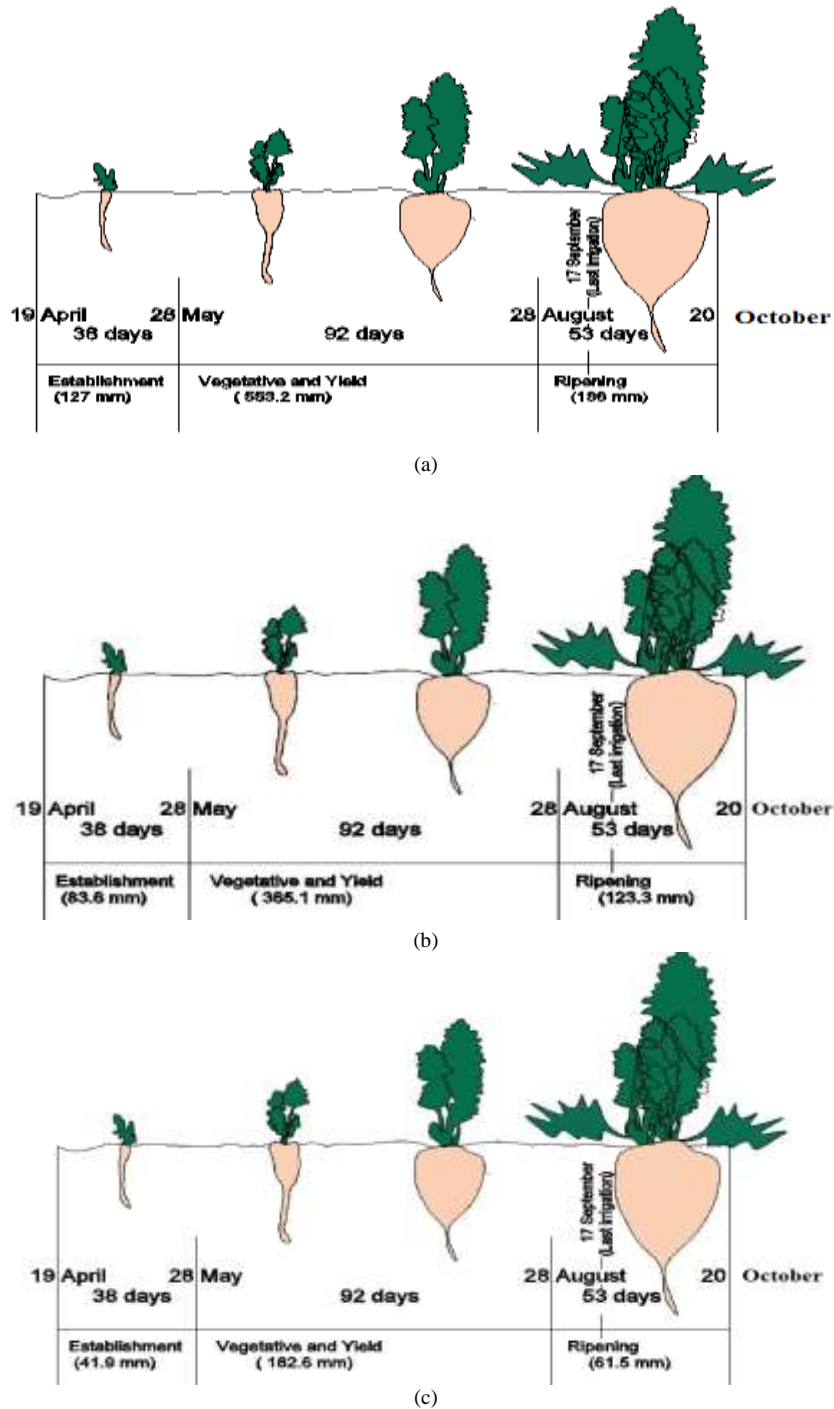 17 September
(Last Irrigation)
19 April 28 May 28 August 20 October
38 days 92 days 53 days
Establishment Vegetative and Yield Ripening
(127 mm) ( 553.2 mm) (186 mm)
(a)
17 September
(Last Irrigation)
19 April 28 May 28 August 20 October
38 days 92 days 53 days
Establishment Vegetative and Yield Ripening
(83.6 mm) ( 365.1 mm) (123.3 mm)
(b)
17 September
(Last Irrigation)
19 April 28 May 28 August 20 October
38 days 92 days 53 days
Establishment Vegetative and Yield Ripening
(41.9 mm) ( 182.6 mm) (61.5 mm)
(c)